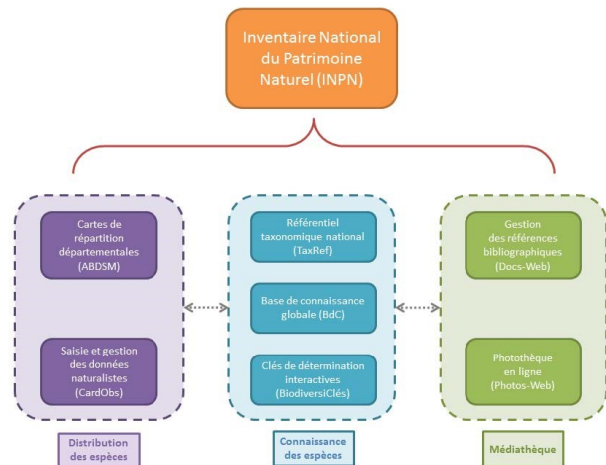 Inventaire National
du Patrimoine
Naturel (INPN)
Cartes de
répartition
départementales
(ABDSM)
Saisie et gestion
des données
naturalistes
(CardObs)
Distribution
des espèces
Référentiel
taxonomique national
(TaxRef)
Base de connaissance
globale (BdC)
Clés de détermination
interactives
(BiodiversiClés)
Connaissance
des espèces
Gestion
des références
bibliographiques
(Docs-Web)
Photothèque
en ligne
(Photos-Web)
Médiathèque